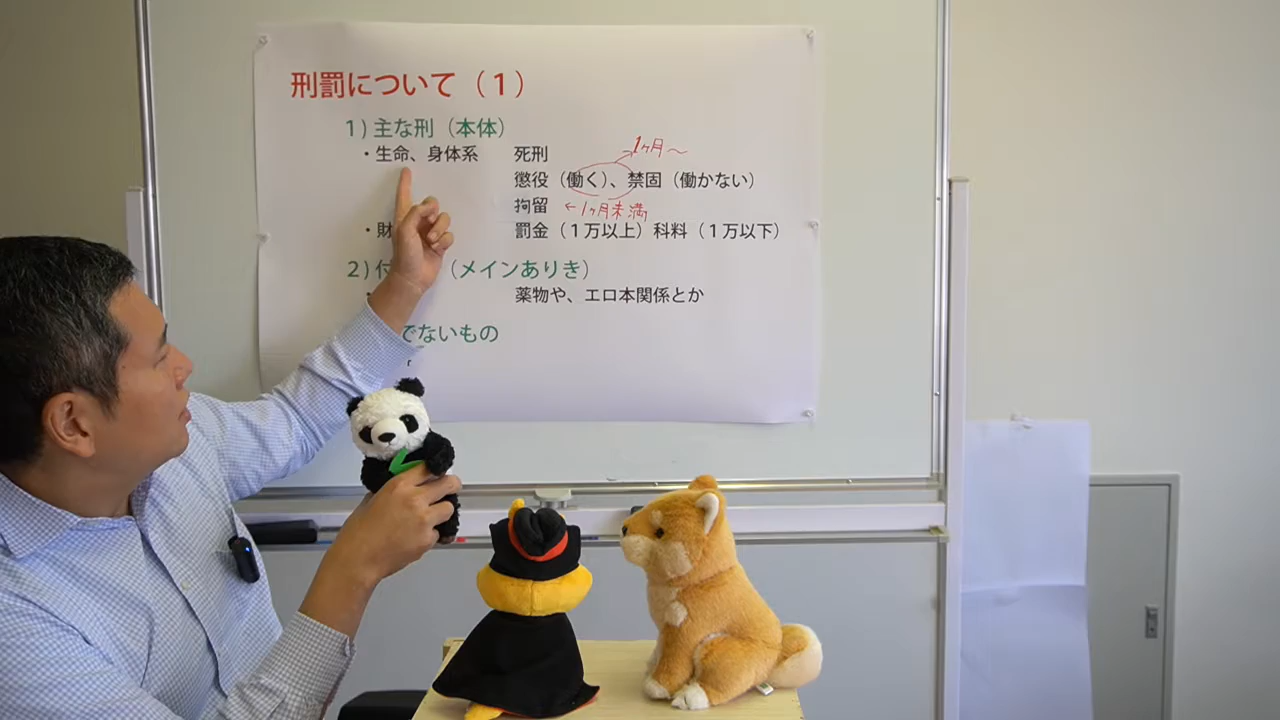 刑罰について（１）
１) 主な刑（本体）
・生命、身体系　死刑
1ヶ月～
懲役（働く）、禁固（働かない）
拘留 ←1ヶ月未満
・財 罰金（１万以上）科料（１万以下）
２) 付 （メインありき）
薬物や、エロ本関係とか
でないもの